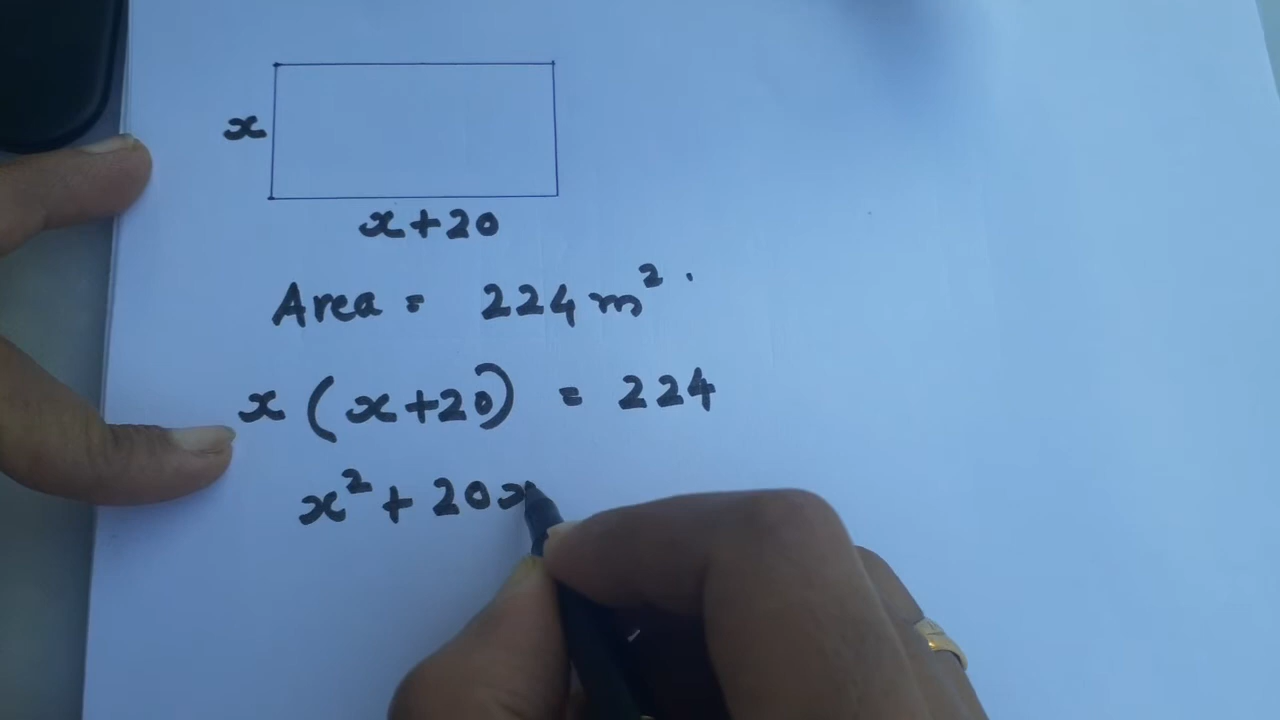 x
x+20
Area = 224 m² .
x (x+20) = 224
x² + 20x